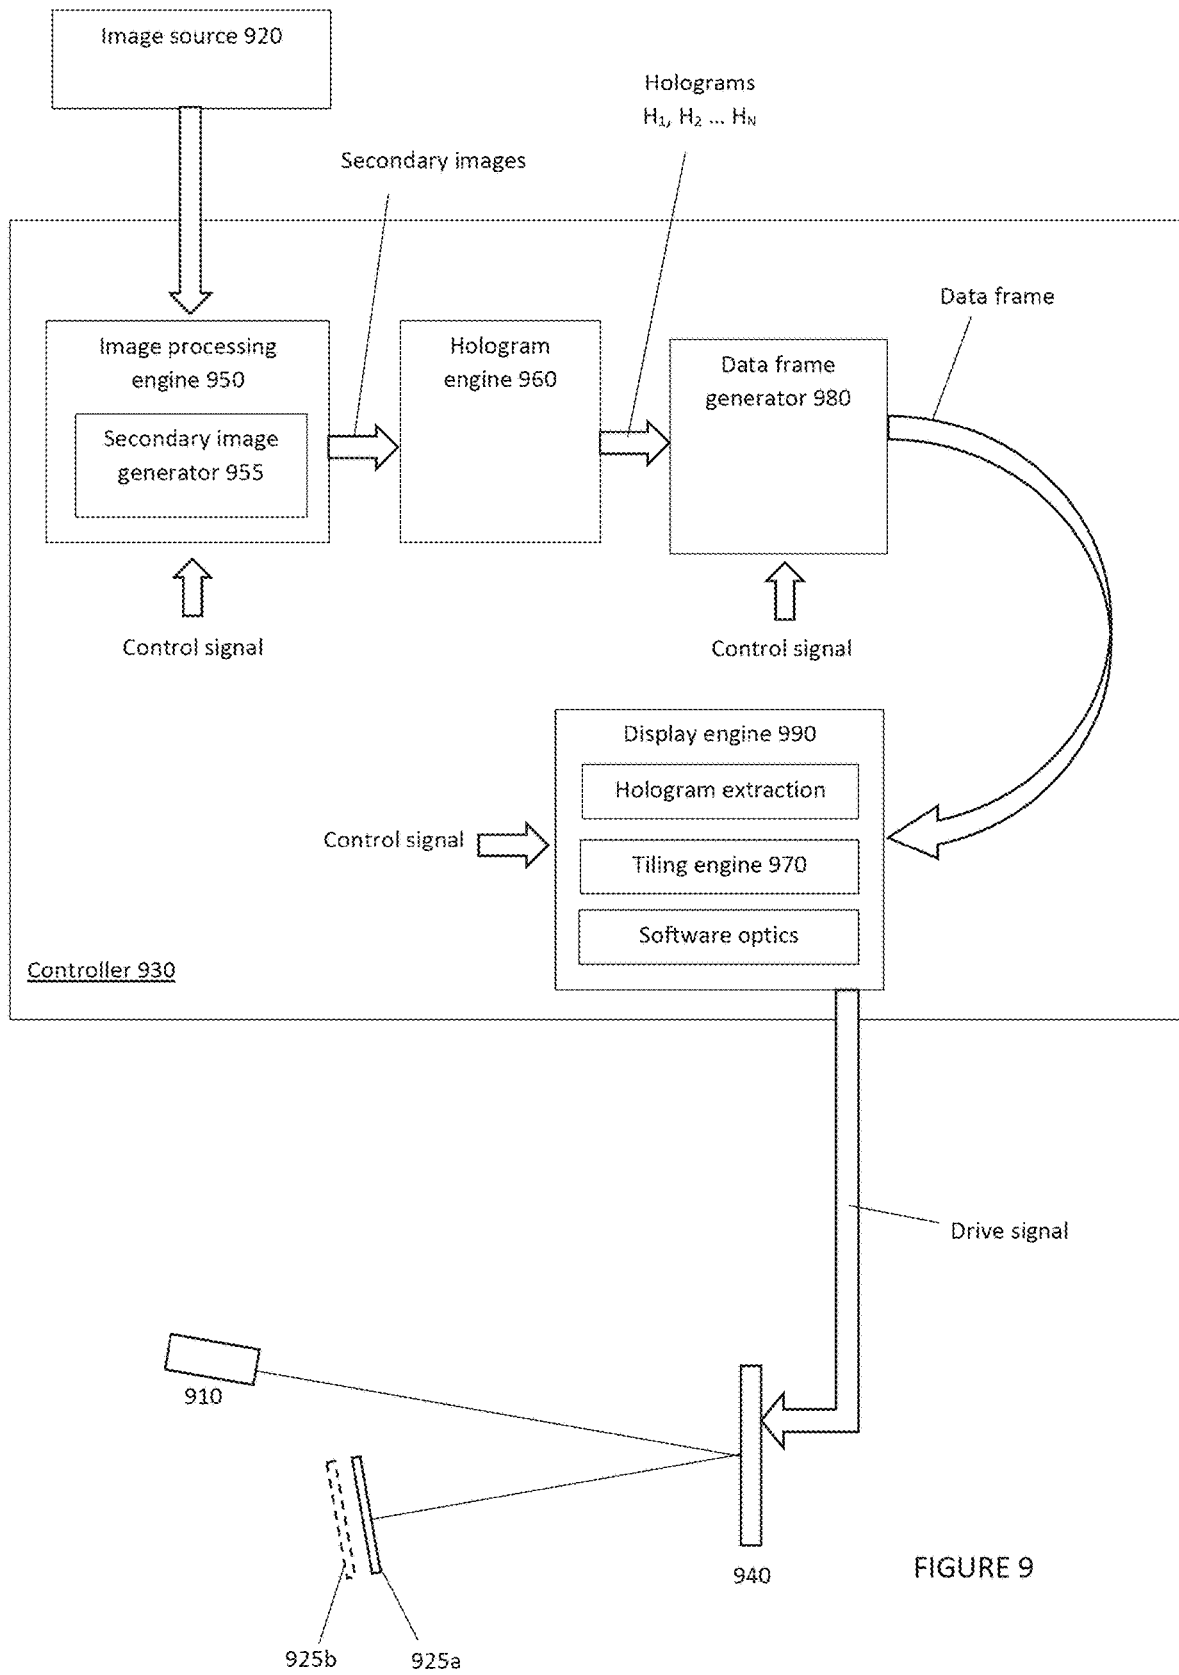 Image source 920
Holograms
H₁, H₂ ... H_N
Secondary images
Data frame
Image processing
engine 950
Secondary image
generator 955
Hologram
engine 960
Data frame
generator 980
Control signal
Control signal
Display engine 990
Hologram extraction
Control signal
Tiling engine 970
Software optics
Controller 930
Drive signal
910
940
FIGURE 9
925b
925a